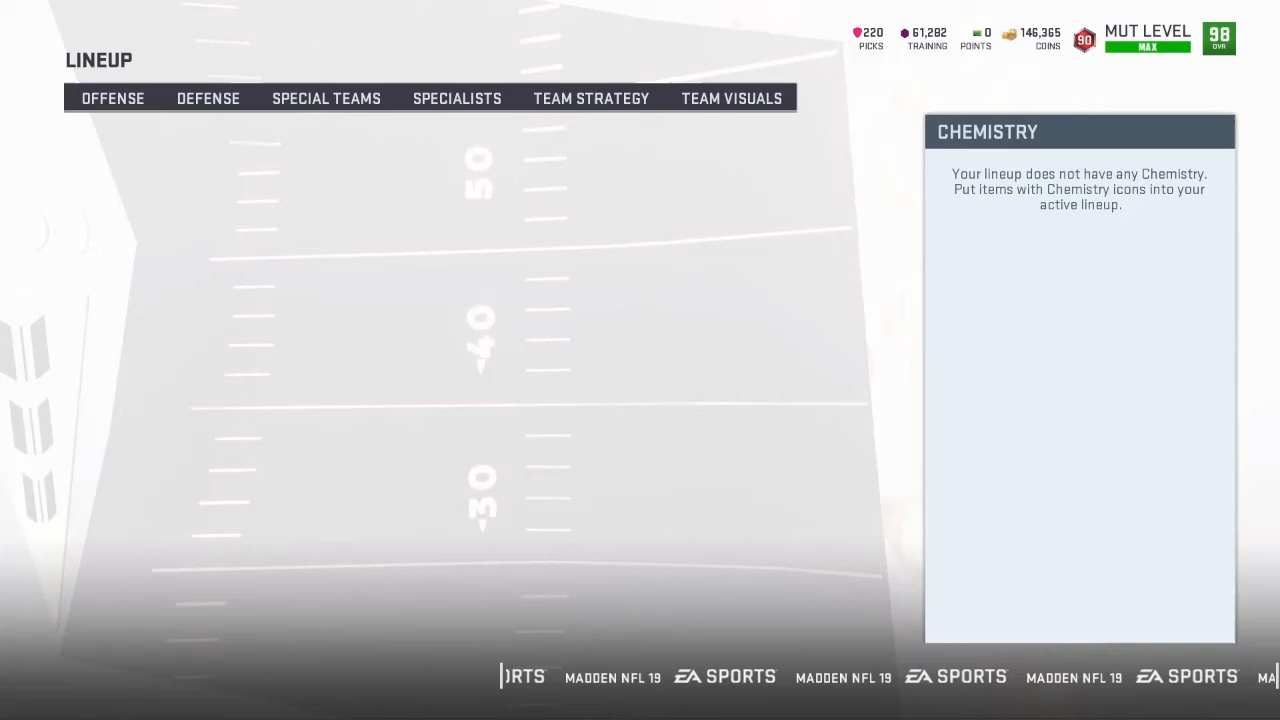 LINEUP
220 PICKS
61,282 TRAINING
0 POINTS
146,365 COINS
90
MUT LEVEL
MAX
98
OVR
OFFENSE DEFENSE SPECIAL TEAMS SPECIALISTS TEAM STRATEGY TEAM VISUALS
CHEMISTRY
Your lineup does not have any Chemistry.
Put items with Chemistry icons into your
active lineup.
50
40
30
RTS MADDEN NFL 19 EA SPORTS MADDEN NFL 19 EA SPORTS MADDEN NFL 19 EA SPORTS MA